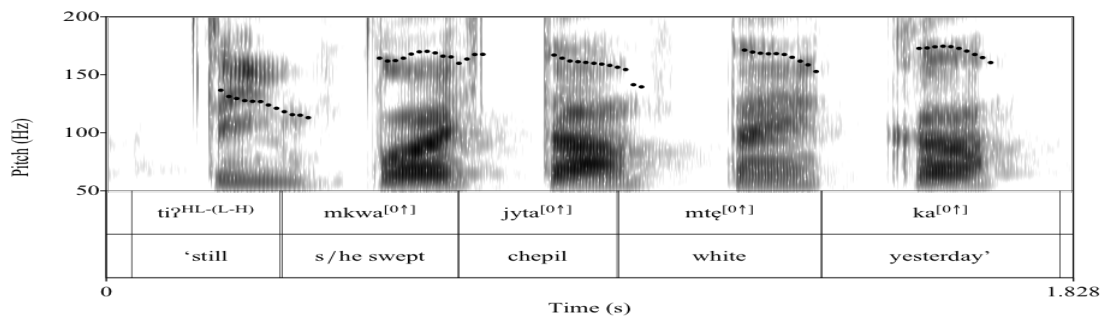 200
150
100
50
Pitch (Hz)
tiʔᴴᴸ⁻⁽ᴸ⁻ᴴ⁾ mkwa[0↑] jyta[0↑] mtę[0↑] ka[0↑]
‘still s/he swept chepil white yesterday’
0 1.828
Time (s)